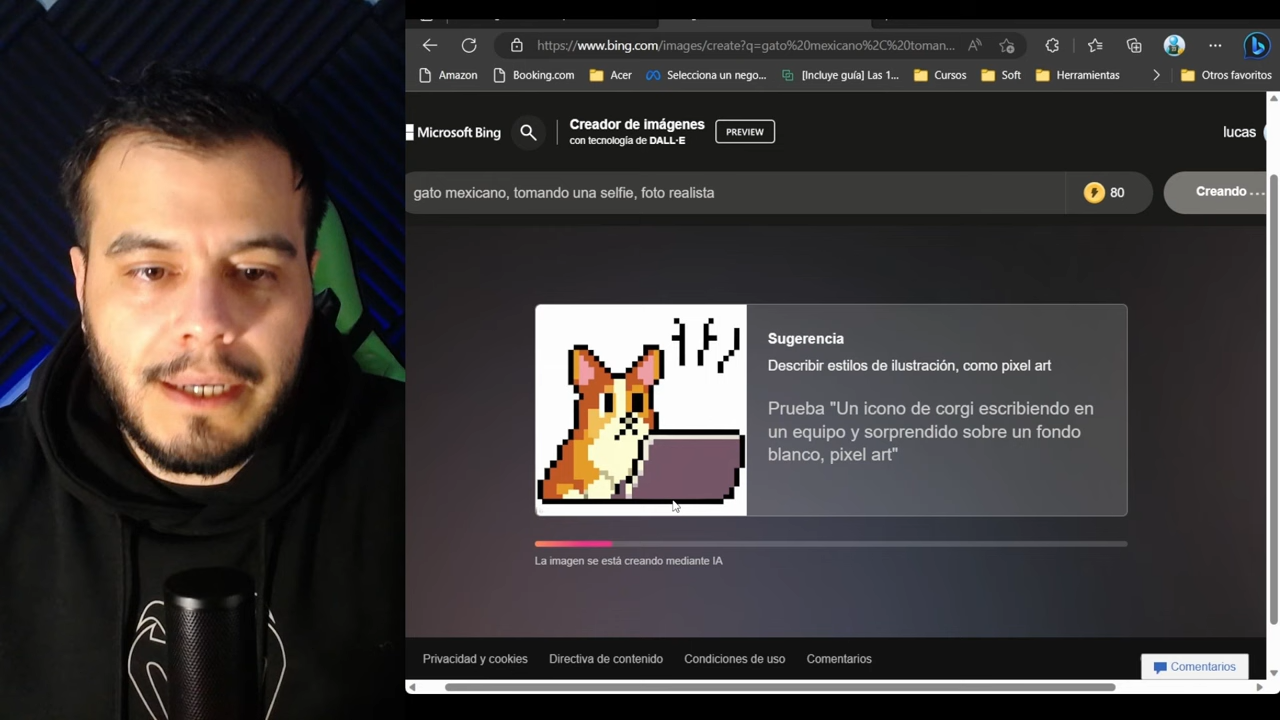 https://www.bing.com/images/create?q=gato%20mexicano%2C%20toman...
Amazon
Booking.com
Acer
Selecciona un nego...
[Incluye guía] Las 1...
Cursos
Soft
Herramientas
Otros favoritos
Microsoft Bing
Creador de imágenes
con tecnología de DALL·E
PREVIEW
lucas
gato mexicano, tomando una selfie, foto realista
80
Creando ...
Sugerencia
Describir estilos de ilustración, como pixel art
Prueba "Un icono de corgi escribiendo en
un equipo y sorprendido sobre un fondo
blanco, pixel art"
La imagen se está creando mediante IA
Privacidad y cookies
Directiva de contenido
Condiciones de uso
Comentarios
Comentarios